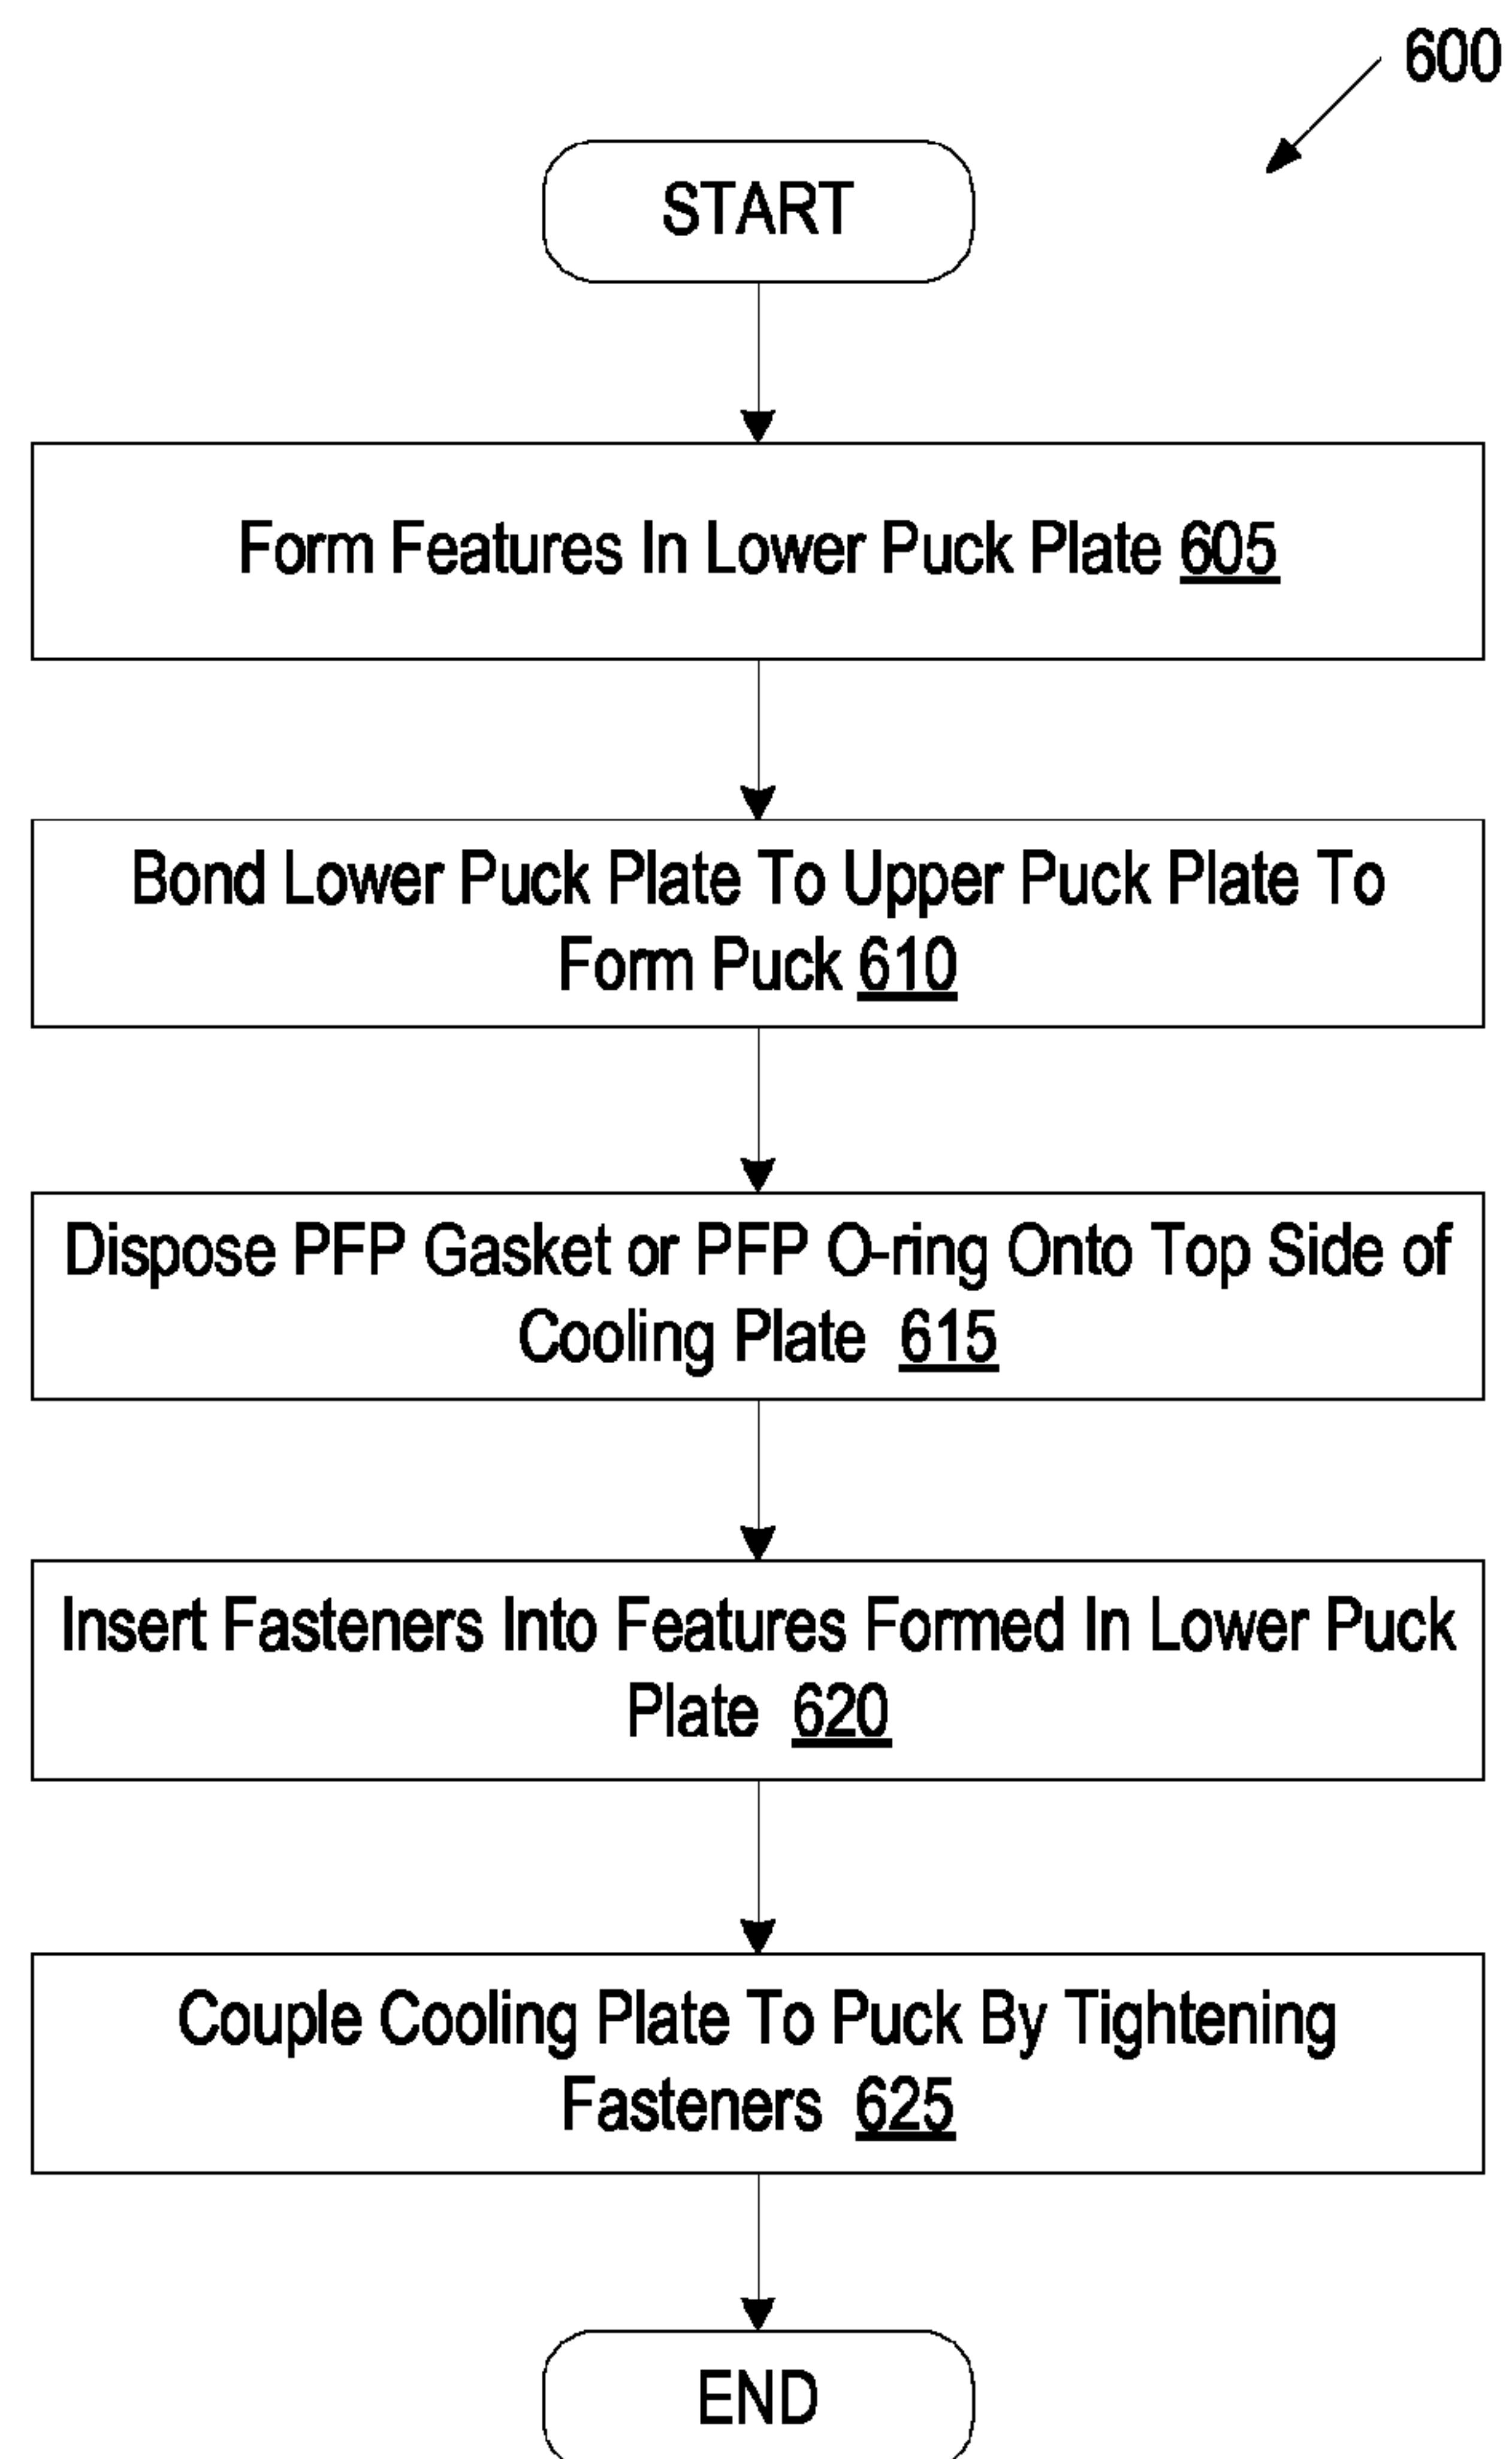 600
START
Form Features In Lower Puck Plate 605
Bond Lower Puck Plate To Upper Puck Plate To
Form Puck 610
Dispose PFP Gasket or PFP O-ring Onto Top Side of
Cooling Plate 615
Insert Fasteners Into Features Formed In Lower Puck
Plate 620
Couple Cooling Plate To Puck By Tightening
Fasteners 625
END